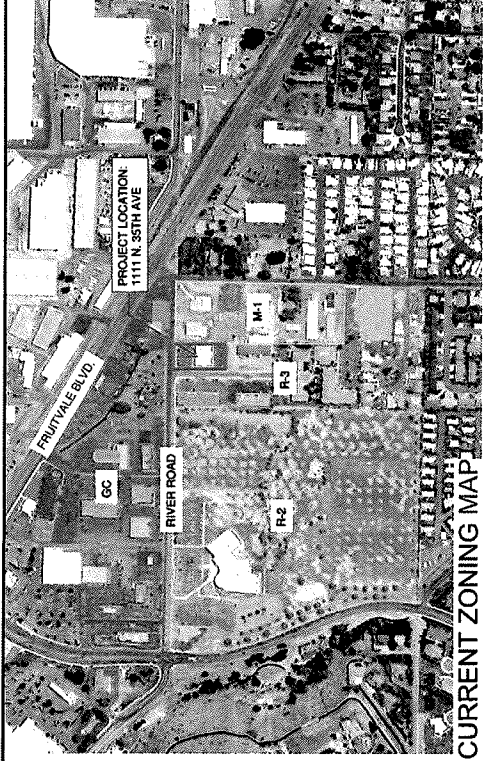 PROJECT LOCATION:
1111 N. 35TH AVE
FRUITVALE BLVD.
GC
RIVER ROAD
M-1
R-3
R-2
CURRENT ZONING MAP